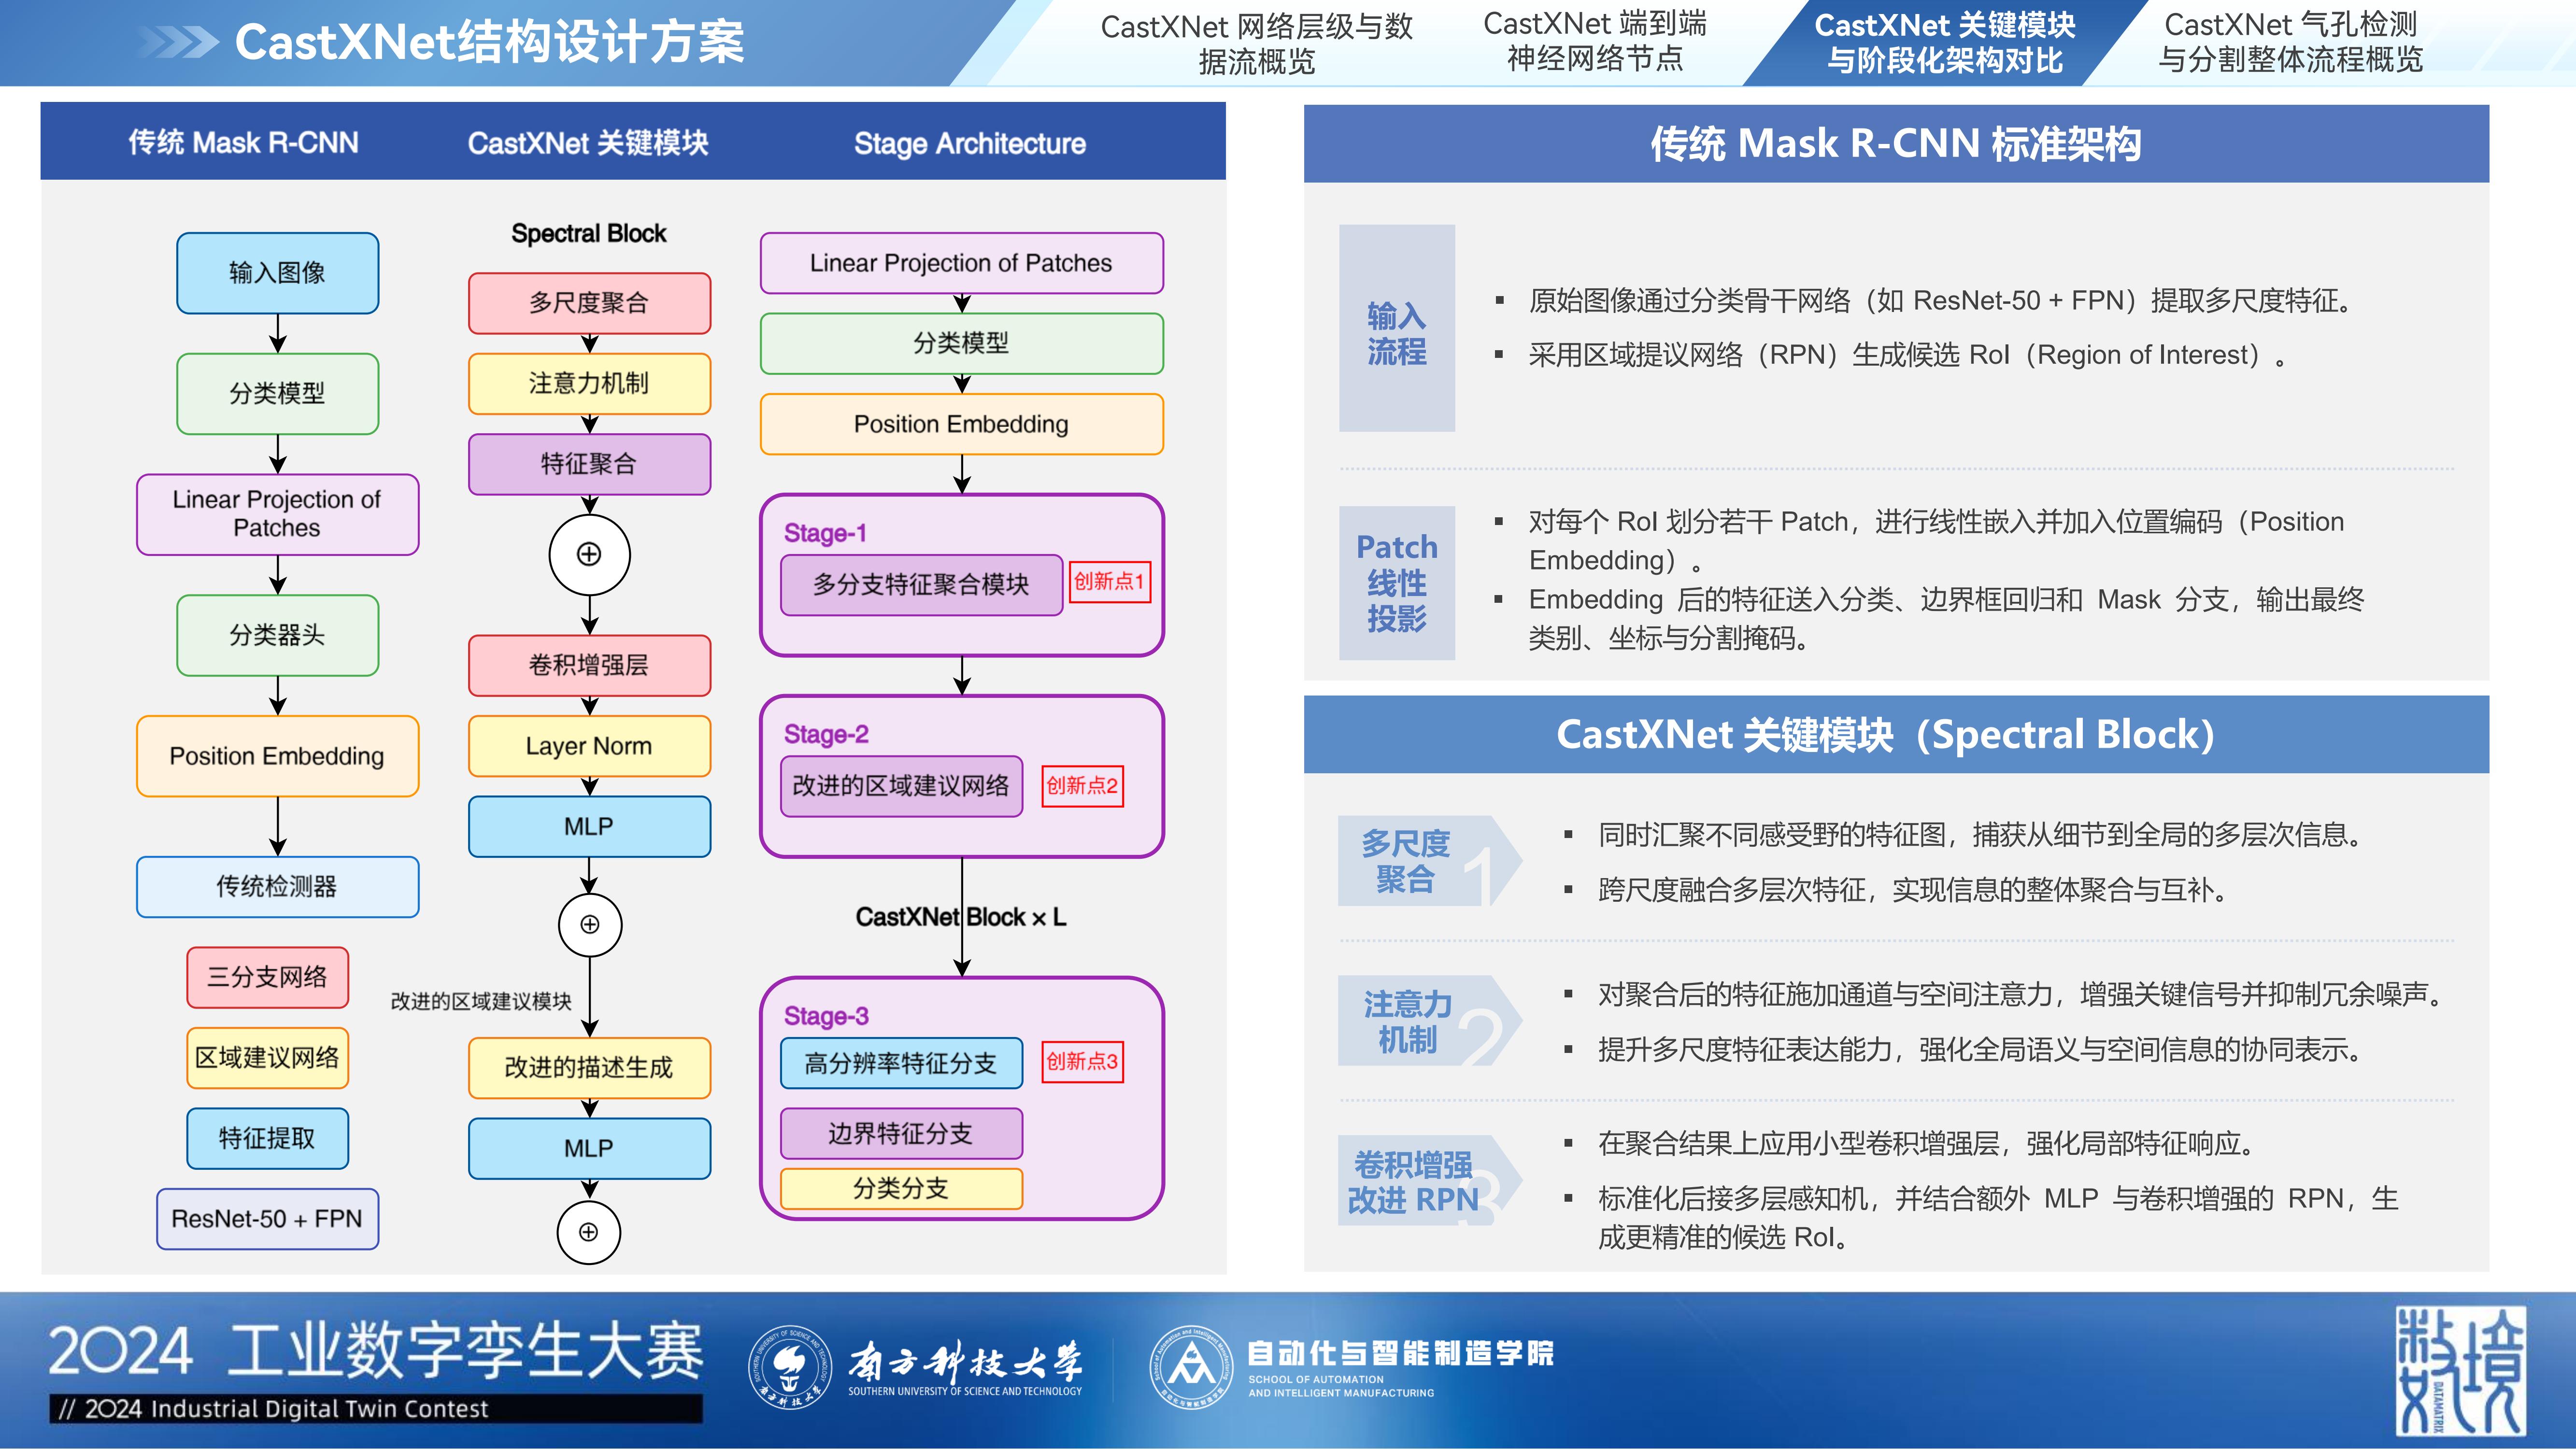 CastXNet结构设计方案
CastXNet 网络层级与数
据流概览
CastXNet 端到端
神经网络节点
CastXNet 关键模块
与阶段化架构对比
CastXNet 气孔检测
与分割整体流程概览
传统 Mask R-CNN
CastXNet 关键模块
Stage Architecture
输入图像
分类模型
Linear Projection of
Patches
分类器头
Position Embedding
传统检测器
三分支网络
区域建议网络
特征提取
ResNet-50 + FPN
Spectral Block
多尺度聚合
注意力机制
特征聚合
⊕
卷积增强层
Layer Norm
MLP
⊕
改进的区域建议模块
改进的描述生成
MLP
⊕
Linear Projection of Patches
分类模型
Position Embedding
Stage-1
多分支特征聚合模块
创新点1
Stage-2
改进的区域建议网络
创新点2
CastXNet Block × L
Stage-3
高分辨率特征分支
创新点3
边界特征分支
分类分支
传统 Mask R-CNN 标准架构
输入
流程
▪ 原始图像通过分类骨干网络（如 ResNet-50 + FPN）提取多尺度特征。
▪ 采用区域提议网络（RPN）生成候选 RoI（Region of Interest）。
Patch
线性
投影
▪ 对每个 RoI 划分若干 Patch，进行线性嵌入并加入位置编码（Position
Embedding）。
▪ Embedding 后的特征送入分类、边界框回归和 Mask 分支，输出最终
类别、坐标与分割掩码。
CastXNet 关键模块（Spectral Block）
多尺度
聚合
1
▪ 同时汇聚不同感受野的特征图，捕获从细节到全局的多层次信息。
▪ 跨尺度融合多层次特征，实现信息的整体聚合与互补。
注意力
机制
2
▪ 对聚合后的特征施加通道与空间注意力，增强关键信号并抑制冗余噪声。
▪ 提升多尺度特征表达能力，强化全局语义与空间信息的协同表示。
卷积增强
改进 RPN
3
▪ 在聚合结果上应用小型卷积增强层，强化局部特征响应。
▪ 标准化后接多层感知机，并结合额外 MLP 与卷积增强的 RPN，生
成更精准的候选 RoI。
2024 工业数字孪生大赛
// 2024 Industrial Digital Twin Contest
南方科技大学
SOUTHERN UNIVERSITY OF SCIENCE AND TECHNOLOGY
自动化与智能制造学院
SCHOOL OF AUTOMATION
AND INTELLIGENT MANUFACTURING
数境
DATAMATRIX